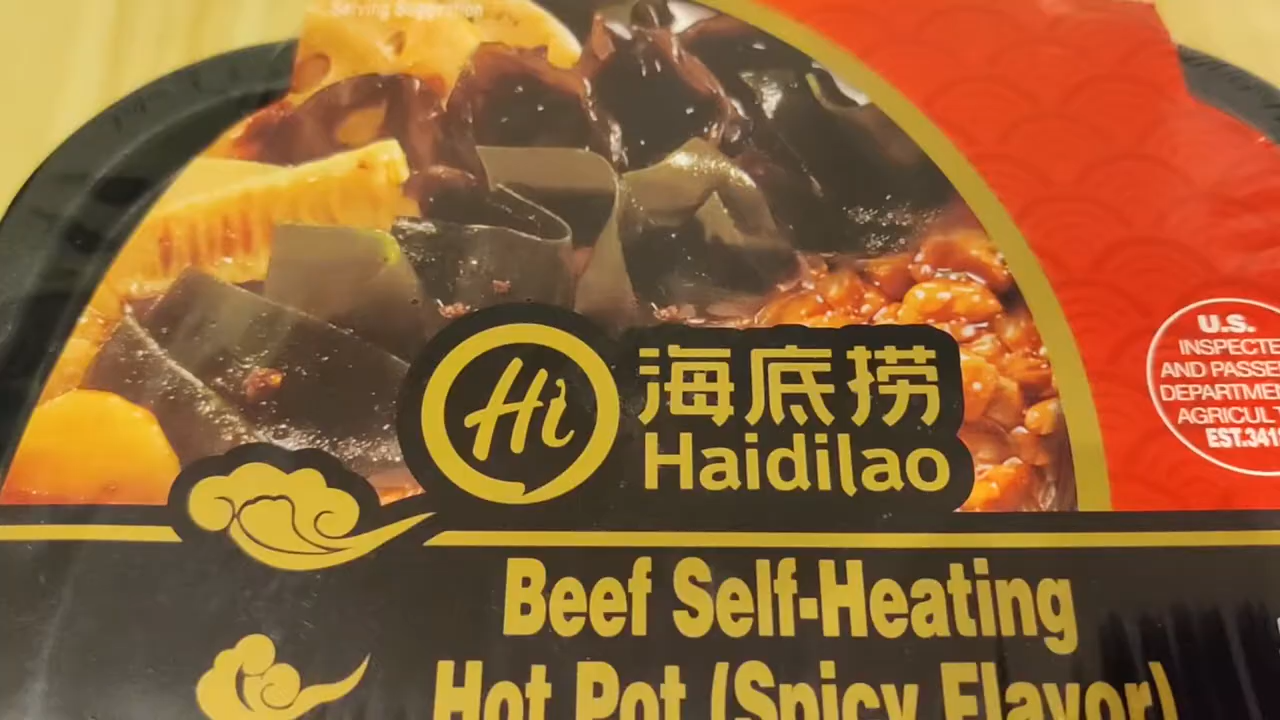 Serving Suggestion
Hi
海底捞
Haidilao
U.S.
INSPECTE
AND PASSE
DEPARTME
AGRICULT
EST.341
Beef Self-Heating
Hot Pot (Spicy Flavor)